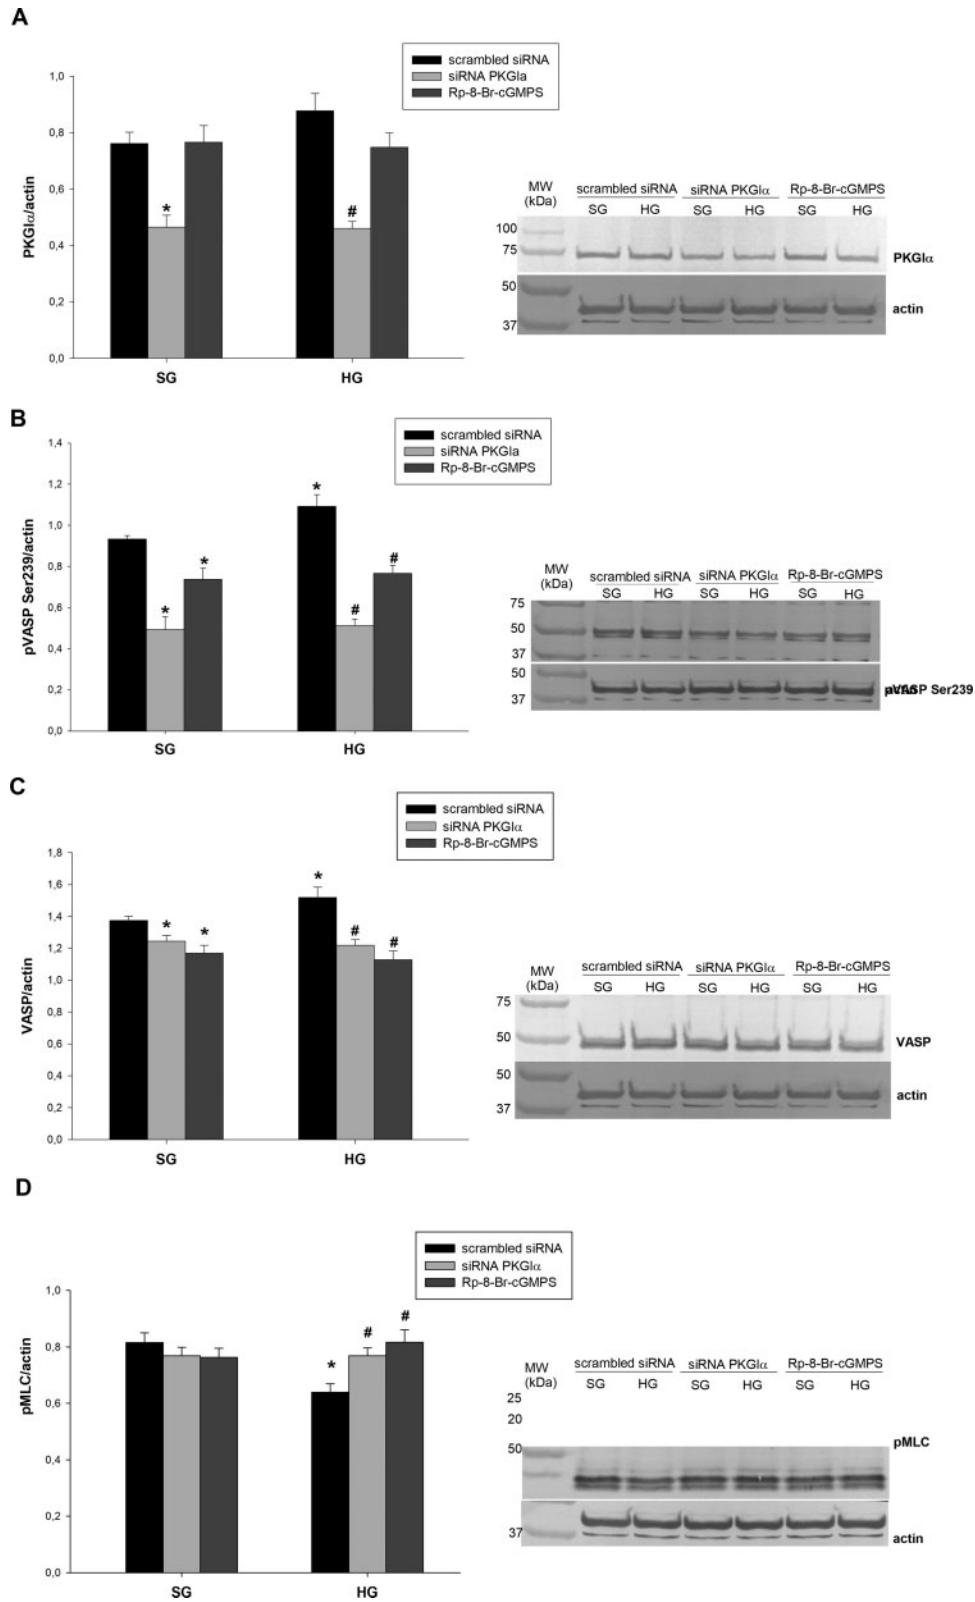 A
scrambled siRNA
siRNA PKGIa
Rp-8-Br-cGMPS
1,0
0,8
0,6
0,4
0,2
0,0
PKGIα/actin
*
#
SG HG
MW
(kDa)
scrambled siRNA siRNA PKGIα Rp-8-Br-cGMPS
SG HG SG HG SG HG
100
75
PKGIα
50
actin
37
B
scrambled siRNA
siRNA PKGIa
Rp-8-Br-cGMPS
1,4
1,2
1,0
0,8
0,6
0,4
0,2
0,0
pVASP Ser239/actin
* * * # #
SG HG
MW
(kDa)
scrambled siRNA siRNA PKGIα Rp-8-Br-cGMPS
SG HG SG HG SG HG
75
50
37
50
pVASP Ser239
actin
37
C
scrambled siRNA
siRNA PKGIα
Rp-8-Br-cGMPS
1,8
1,6
1,4
1,2
1,0
0,8
0,6
0,4
0,2
0,0
VASP/actin
* * * # #
SG HG
MW
(kDa)
scrambled siRNA siRNA PKGIα Rp-8-Br-cGMPS
SG HG SG HG SG HG
75
50
VASP
50
actin
37
D
scrambled siRNA
siRNA PKGIα
Rp-8-Br-cGMPS
1,0
0,8
0,6
0,4
0,2
0,0
pMLC/actin
* # #
SG HG
MW
(kDa)
scrambled siRNA siRNA PKGIα Rp-8-Br-cGMPS
SG HG SG HG SG HG
25
20
pMLC
50
37
actin